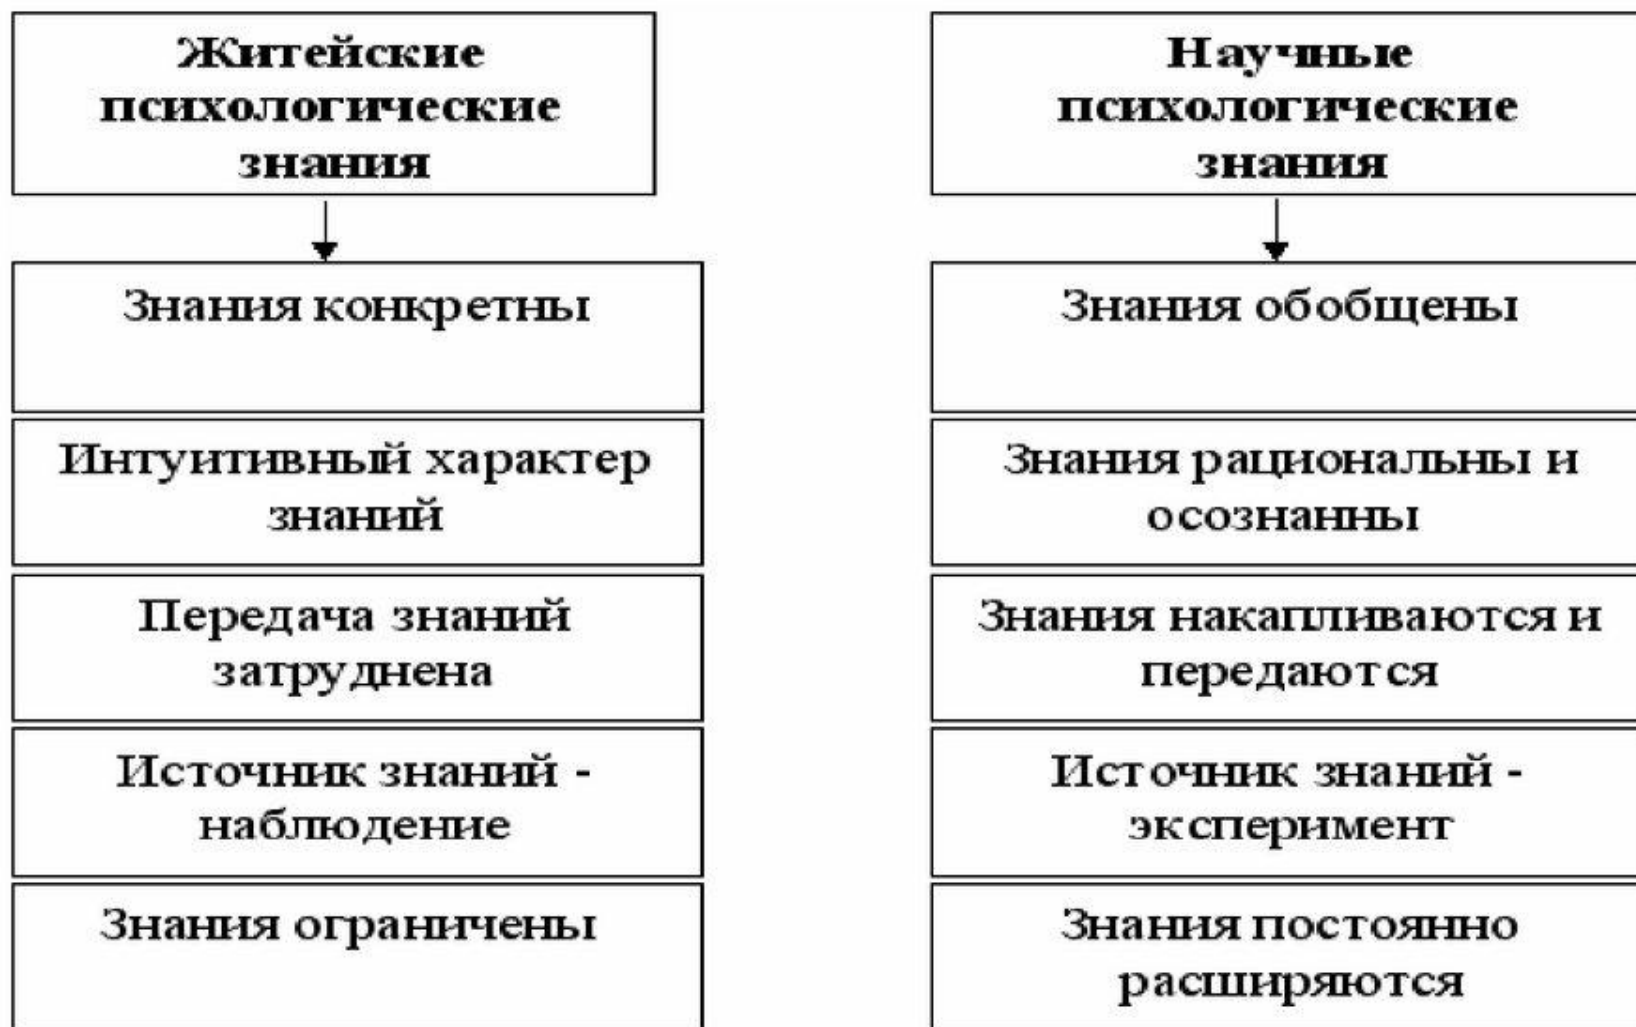 Житейские
психологические
знания
Знания конкретны
Интуитивный характер
знаний
Передача знаний
затруднена
Источник знаний -
наблюдение
Знания ограничены
Научные
психологические
знания
Знания обобщены
Знания рациональны и
осознанны
Знания накапливаются и
передаются
Источник знаний -
эксперимент
Знания постоянно
расширяются